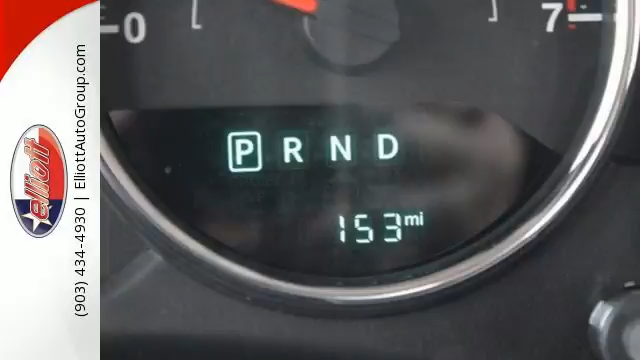 0
7
P R N D
153 mi
elliott
(903) 434-4930 | ElliottAutoGroup.com